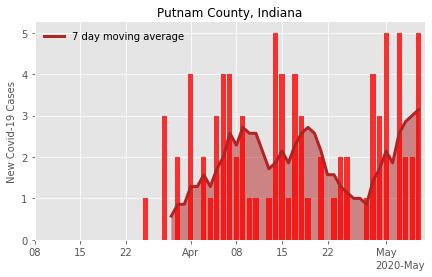 Putnam County, Indiana
7 day moving average
New Covid-19 Cases
5
4
3
2
1
0
08 15 22 Apr 08 15 22 May
2020-May